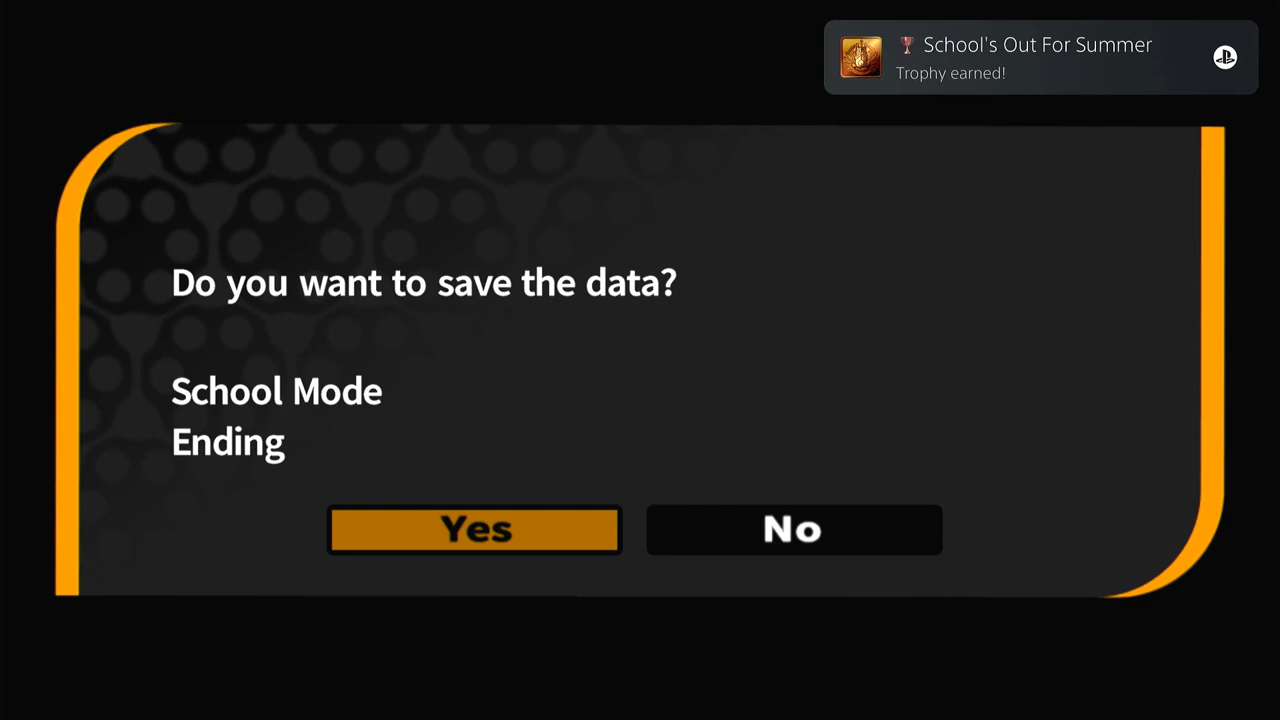 School's Out For Summer
Trophy earned!
Do you want to save the data?
School Mode
Ending
Yes
No